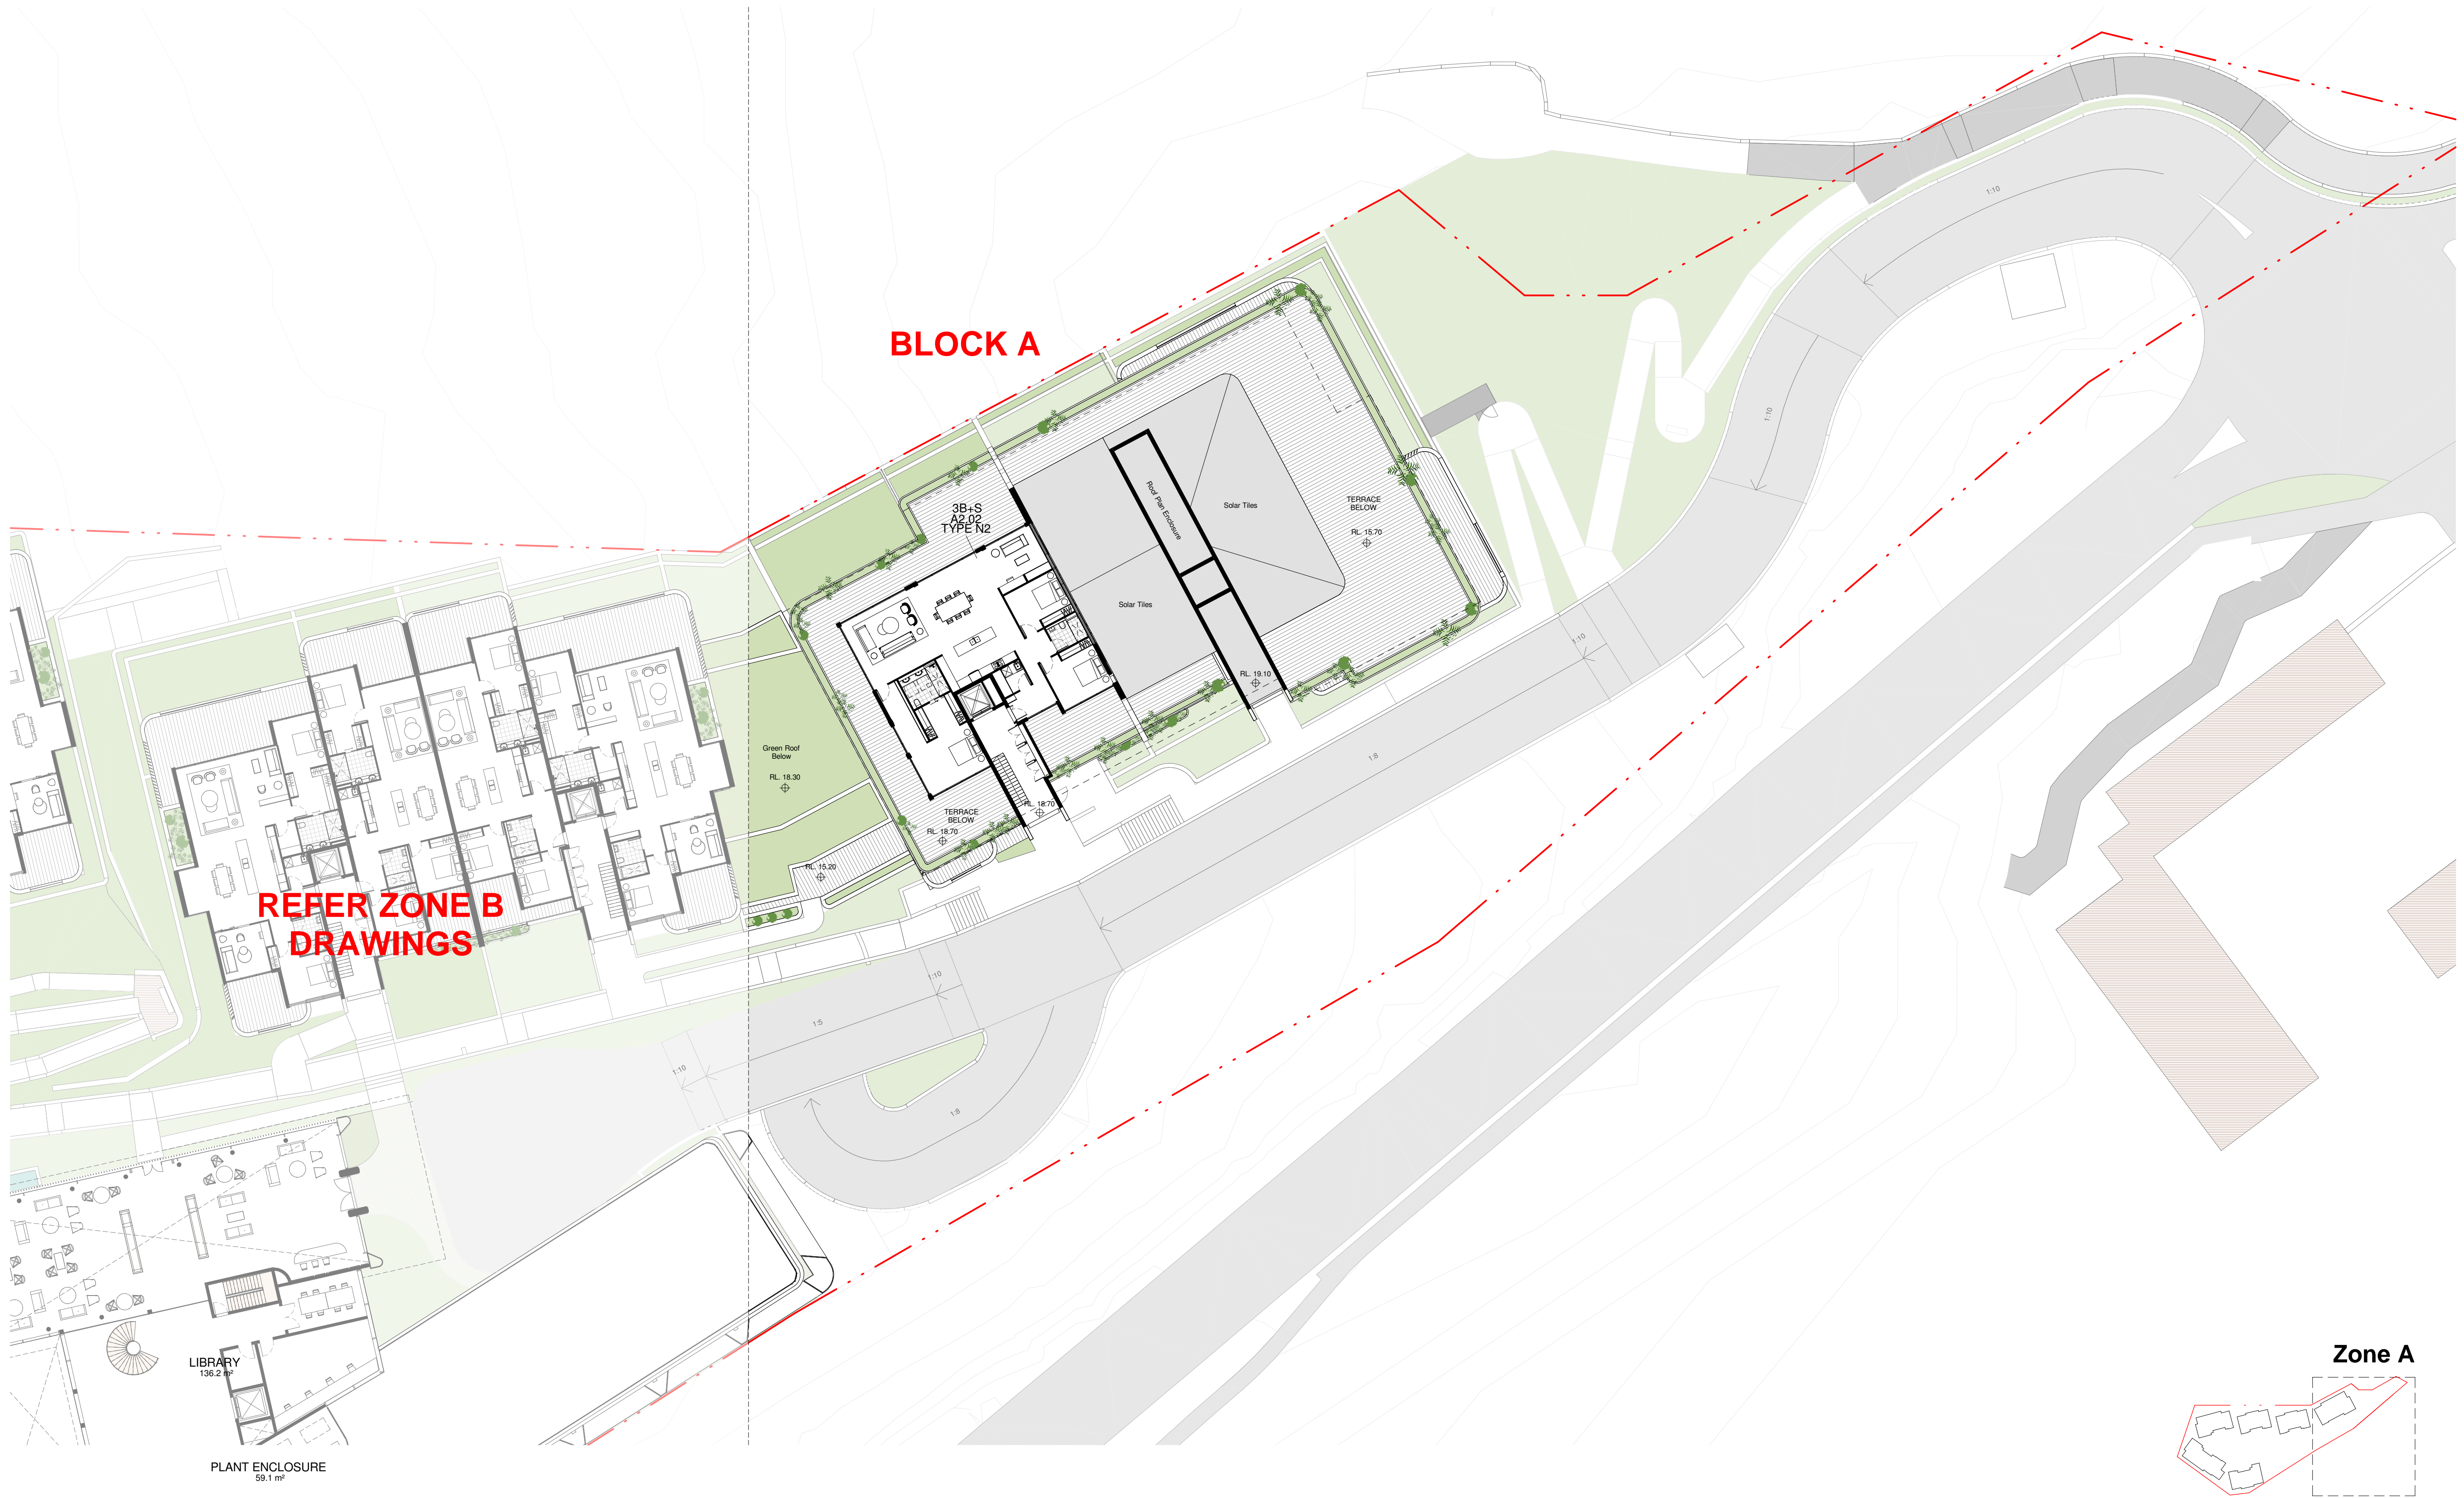 1:10
BLOCK A
1:10
Roof Plan Enclosure
Solar Tiles
TERRACE
BELOW
RL. 15.70
3B+S
A2.02
TYPE N2
Solar Tiles
1:10
RL. 19.10
Green Roof
Below
RL. 18.30
1:8
RL. 18.70
TERRACE
BELOW
RL. 18.70
RL. 15.20
REFER ZONE B
DRAWINGS
1:10
1:5
1:10
1:8
LIBRARY
136.2 m²
PLANT ENCLOSURE
59.1 m²
Zone A